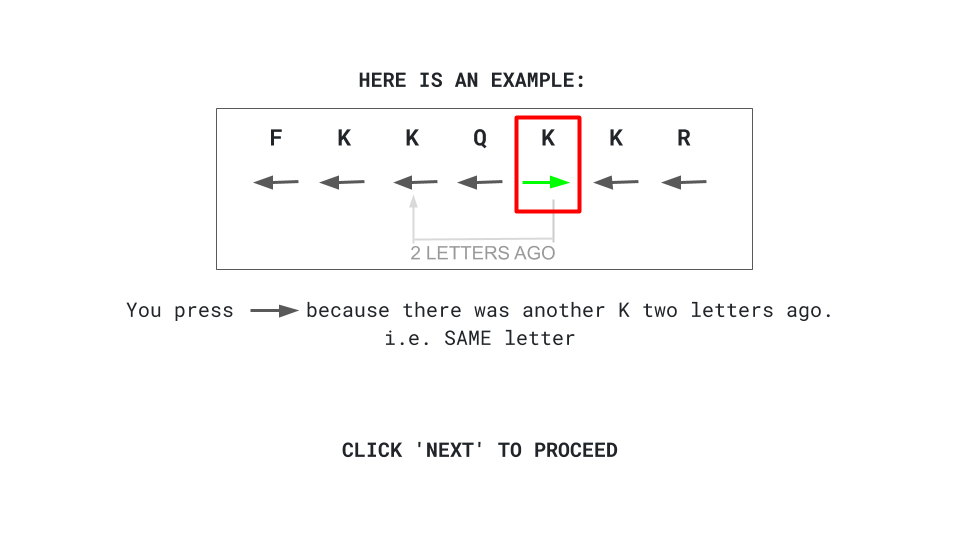 HERE IS AN EXAMPLE:
F K K Q K K R
2 LETTERS AGO
You press because there was another K two letters ago.
i.e. SAME letter
CLICK 'NEXT' TO PROCEED